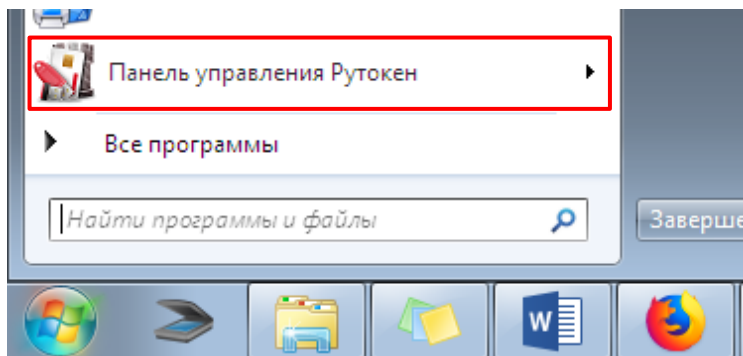 Панель управления Рутокен
Все программы
Найти программы и файлы
Заверше
W